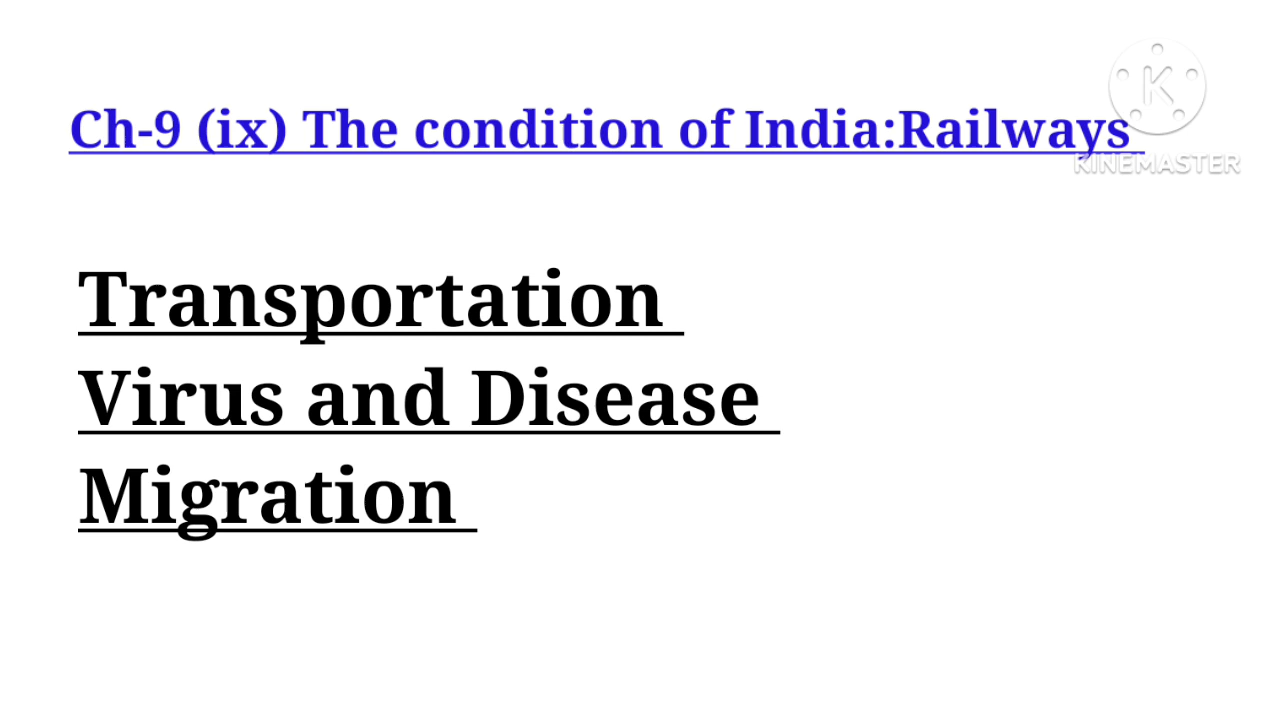 Ch-9 (ix) The condition of India:Railways
K
KINEMASTER
Transportation
Virus and Disease
Migration